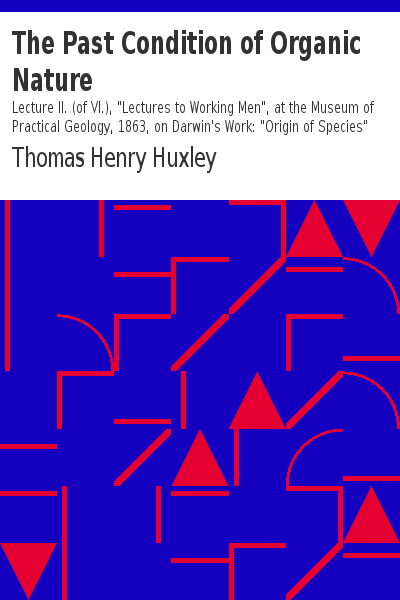 The Past Condition of Organic
Nature
Lecture II. (of VI.), "Lectures to Working Men", at the Museum of
Practical Geology, 1863, on Darwin's Work: "Origin of Species"
Thomas Henry Huxley